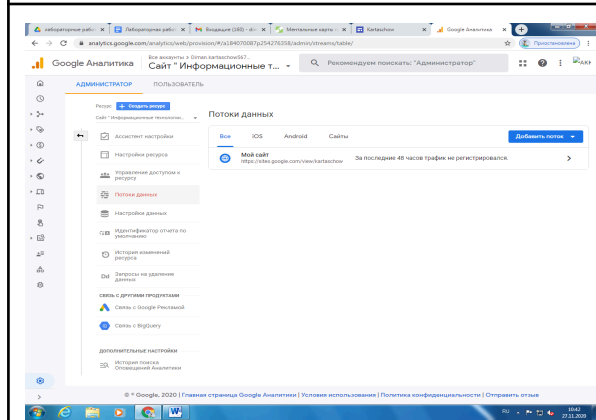 лабораторные рабо
Лабораторная работ
Входящие (160) - dir
Ментальные карты -
Kartaschow
Google Аналитика
analytics.google.com/analytics/web/provision/#/a184070087p254276358/admin/streams/table/
Приостановлена
Google Аналитика
Все аккаунты > Diman.kartaschow567...
Сайт " Информационные т...
Рекомендуем поискать: "Администратор"
АДМИНИСТРАТОР ПОЛЬЗОВАТЕЛЬ
Ресурс + Создать ресурс
Сайт " Информационные технологии...
Потоки данных
Ассистент настройки
Все iOS Android Сайты
Добавить поток
Настройки ресурса
Мой сайт
https://sites.google.com/view/kartaschow
За последние 48 часов трафик не регистрировался.
Управление доступом к
ресурсу
Потоки данных
Настройки данных
Идентификатор отчета по
умолчанию
История изменений
ресурса
Dd Запросы на удаление
данных
СВЯЗЬ С ДРУГИМИ ПРОДУКТАМИ
Связь с Google Рекламой
Связь с BigQuery
ДОПОЛНИТЕЛЬНЫЕ НАСТРОЙКИ
История поиска
Оповещений Аналитики
© Google, 2020 | Главная страница Google Аналитики | Условия использования | Политика конфиденциальности | Отправить отзыв
RU
10:42
27.11.2020